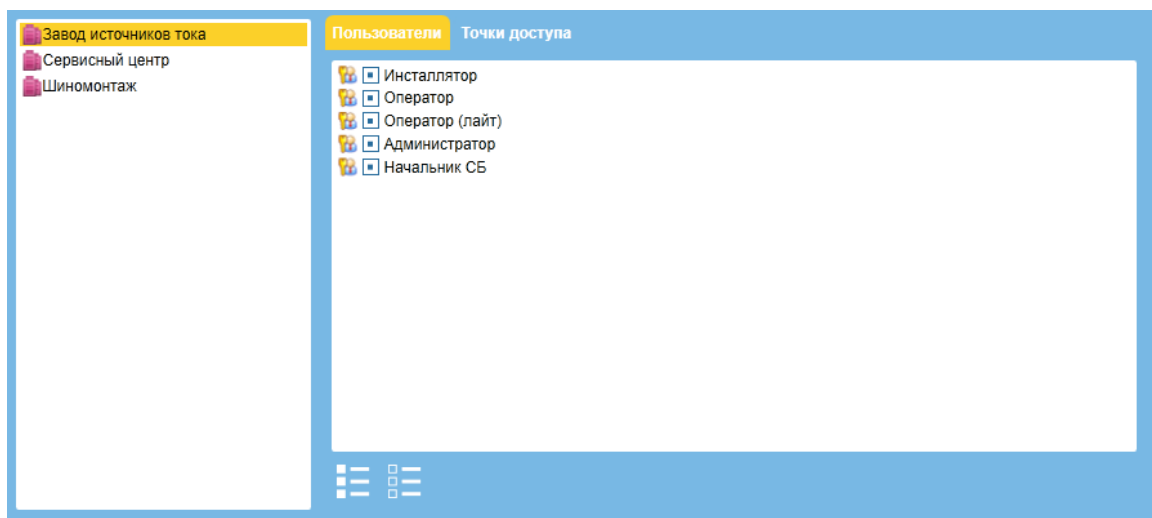 Завод источников тока
Сервисный центр
Шиномонтаж
Пользователи
Точки доступа
Инсталлятор
Оператор
Оператор (лайт)
Администратор
Начальник СБ